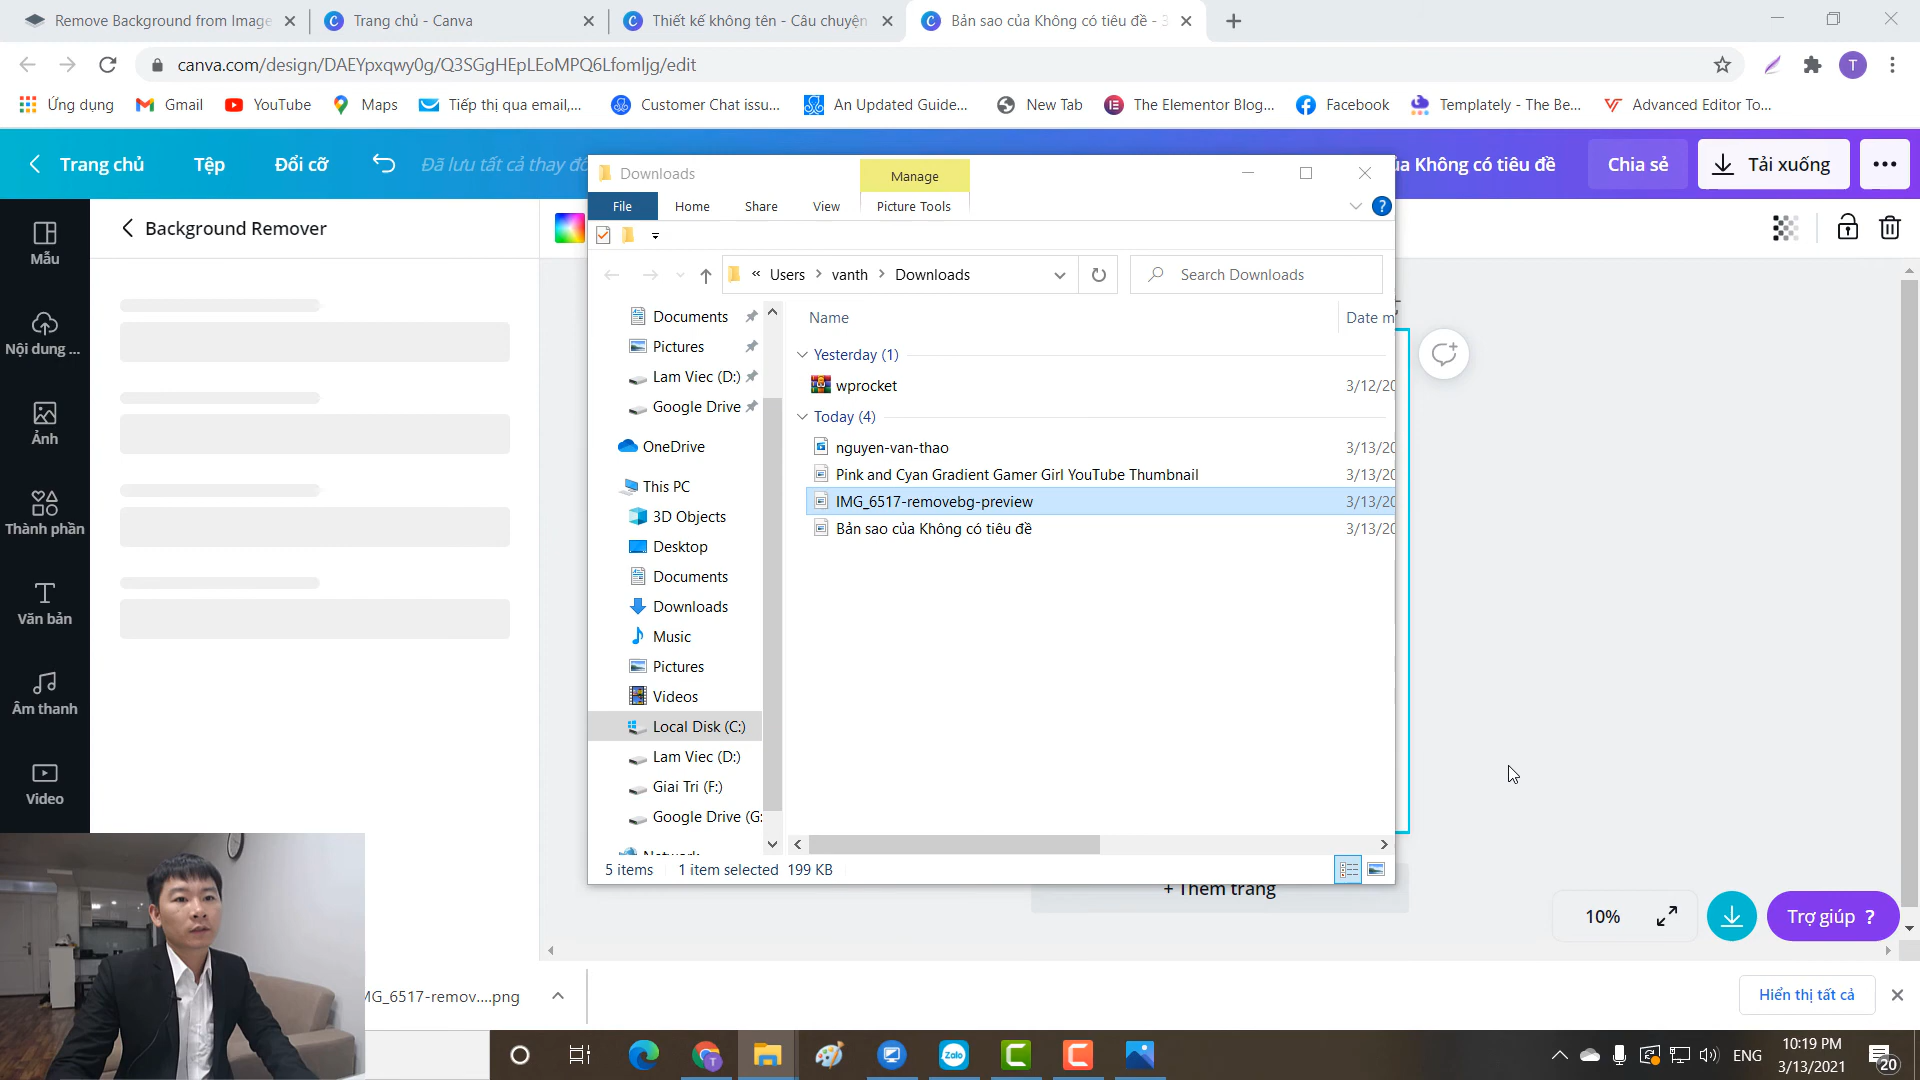 Remove Background from Image
Trang chủ - Canva
Thiết kế không tên - Câu chuyện
Bản sao của Không có tiêu đề - 3
canva.com/design/DAEYpxqwy0g/Q3SGgHEpLEoMPQ6Lfomljg/edit
T
Ứng dụng
Gmail
YouTube
Maps
Tiếp thị qua email,...
Customer Chat issu...
An Updated Guide...
New Tab
The Elementor Blog...
Facebook
Templately - The Be...
Advanced Editor To...
Trang chủ
Tệp
Đổi cỡ
Đã lưu tất cả thay đổ
ủa Không có tiêu đề
Chia sẻ
Tải xuống
Background Remover
Mẫu
Nội dung ...
Ảnh
Thành phần
Văn bản
Âm thanh
Video
Downloads
Manage
File
Home
Share
View
Picture Tools
« Users > vanth > Downloads
Search Downloads
Documents
Pictures
Lam Viec (D:)
Google Drive
OneDrive
This PC
3D Objects
Desktop
Documents
Downloads
Music
Pictures
Videos
Local Disk (C:)
Lam Viec (D:)
Giai Tri (F:)
Google Drive (G:
Name
Date m
Yesterday (1)
wprocket
3/12/20
Today (4)
nguyen-van-thao
3/13/20
Pink and Cyan Gradient Gamer Girl YouTube Thumbnail
3/13/20
IMG_6517-removebg-preview
3/13/20
Bản sao của Không có tiêu đề
3/13/20
5 items
1 item selected 199 KB
+ Thêm trang
10%
Trợ giúp ?
MG_6517-remov....png
Hiển thị tất cả
Zalo
ENG
10:19 PM
3/13/2021
20